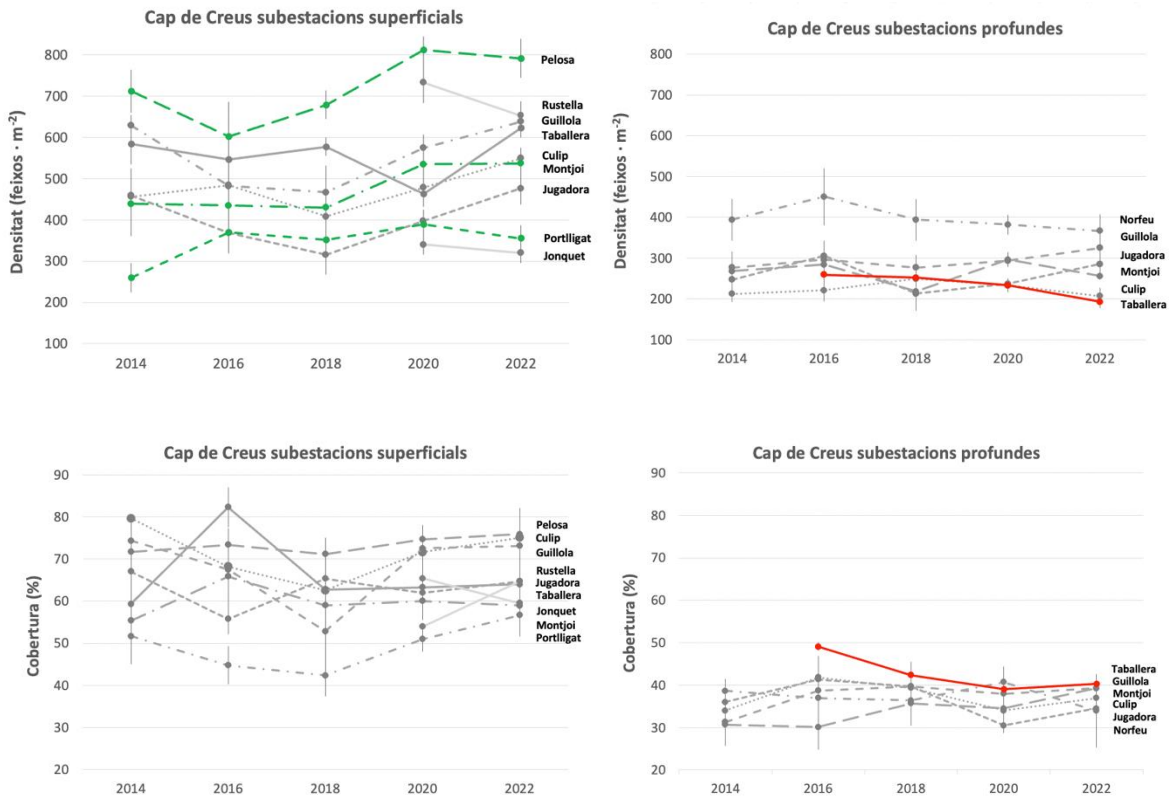 Cap de Creus subestacions superficials
Densitat (feixos · m⁻²)
800
700
600
500
400
300
200
100
2014
2016
2018
2020
2022
Pelosa
Rustella
Guillola
Taballera
Culip
Montjoi
Jugadora
Portlligat
Jonquet
Cap de Creus subestacions profundes
Densitat (feixos · m⁻²)
800
700
600
500
400
300
200
100
2014
2016
2018
2020
2022
Norfeu
Guillola
Jugadora
Montjoi
Culip
Taballera
Cap de Creus subestacions superficials
Cobertura (%)
90
80
70
60
50
40
30
20
2014
2016
2018
2020
2022
Pelosa
Culip
Guillola
Rustella
Jugadora
Taballera
Jonquet
Montjoi
Portlligat
Cap de Creus subestacions profundes
Cobertura (%)
90
80
70
60
50
40
30
20
2014
2016
2018
2020
2022
Taballera
Guillola
Montjoi
Culip
Jugadora
Norfeu